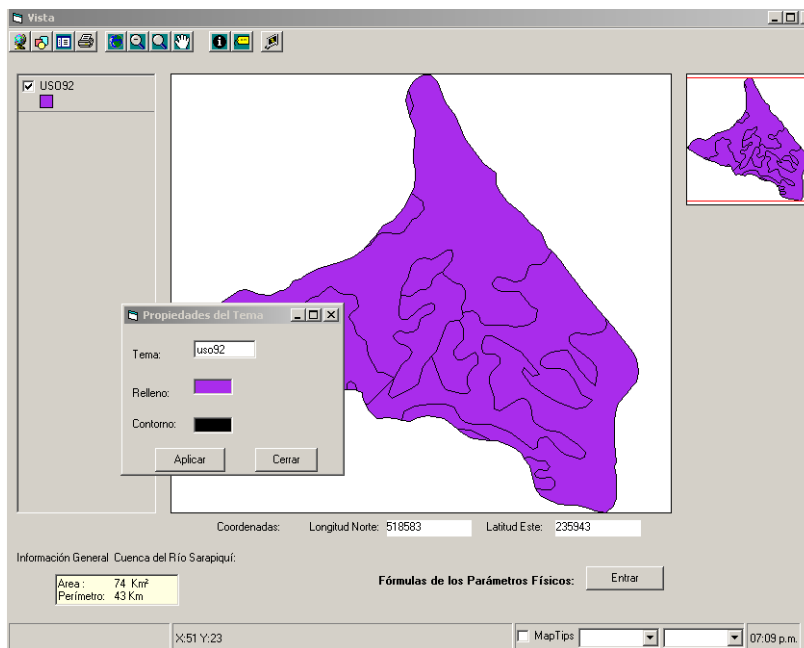 Vista
USO92
Propiedades del Tema
Tema: uso92
Relleno:
Contorno:
Aplicar Cerrar
Coordenadas: Longitud Norte: 518583 Latitud Este: 235943
Información General Cuenca del Río Sarapiquí:
Area : 74 Km²
Perímetro: 43 Km
Fórmulas de los Parámetros Físicos: Entrar
X:51 Y:23 MapTips 07:09 p.m.